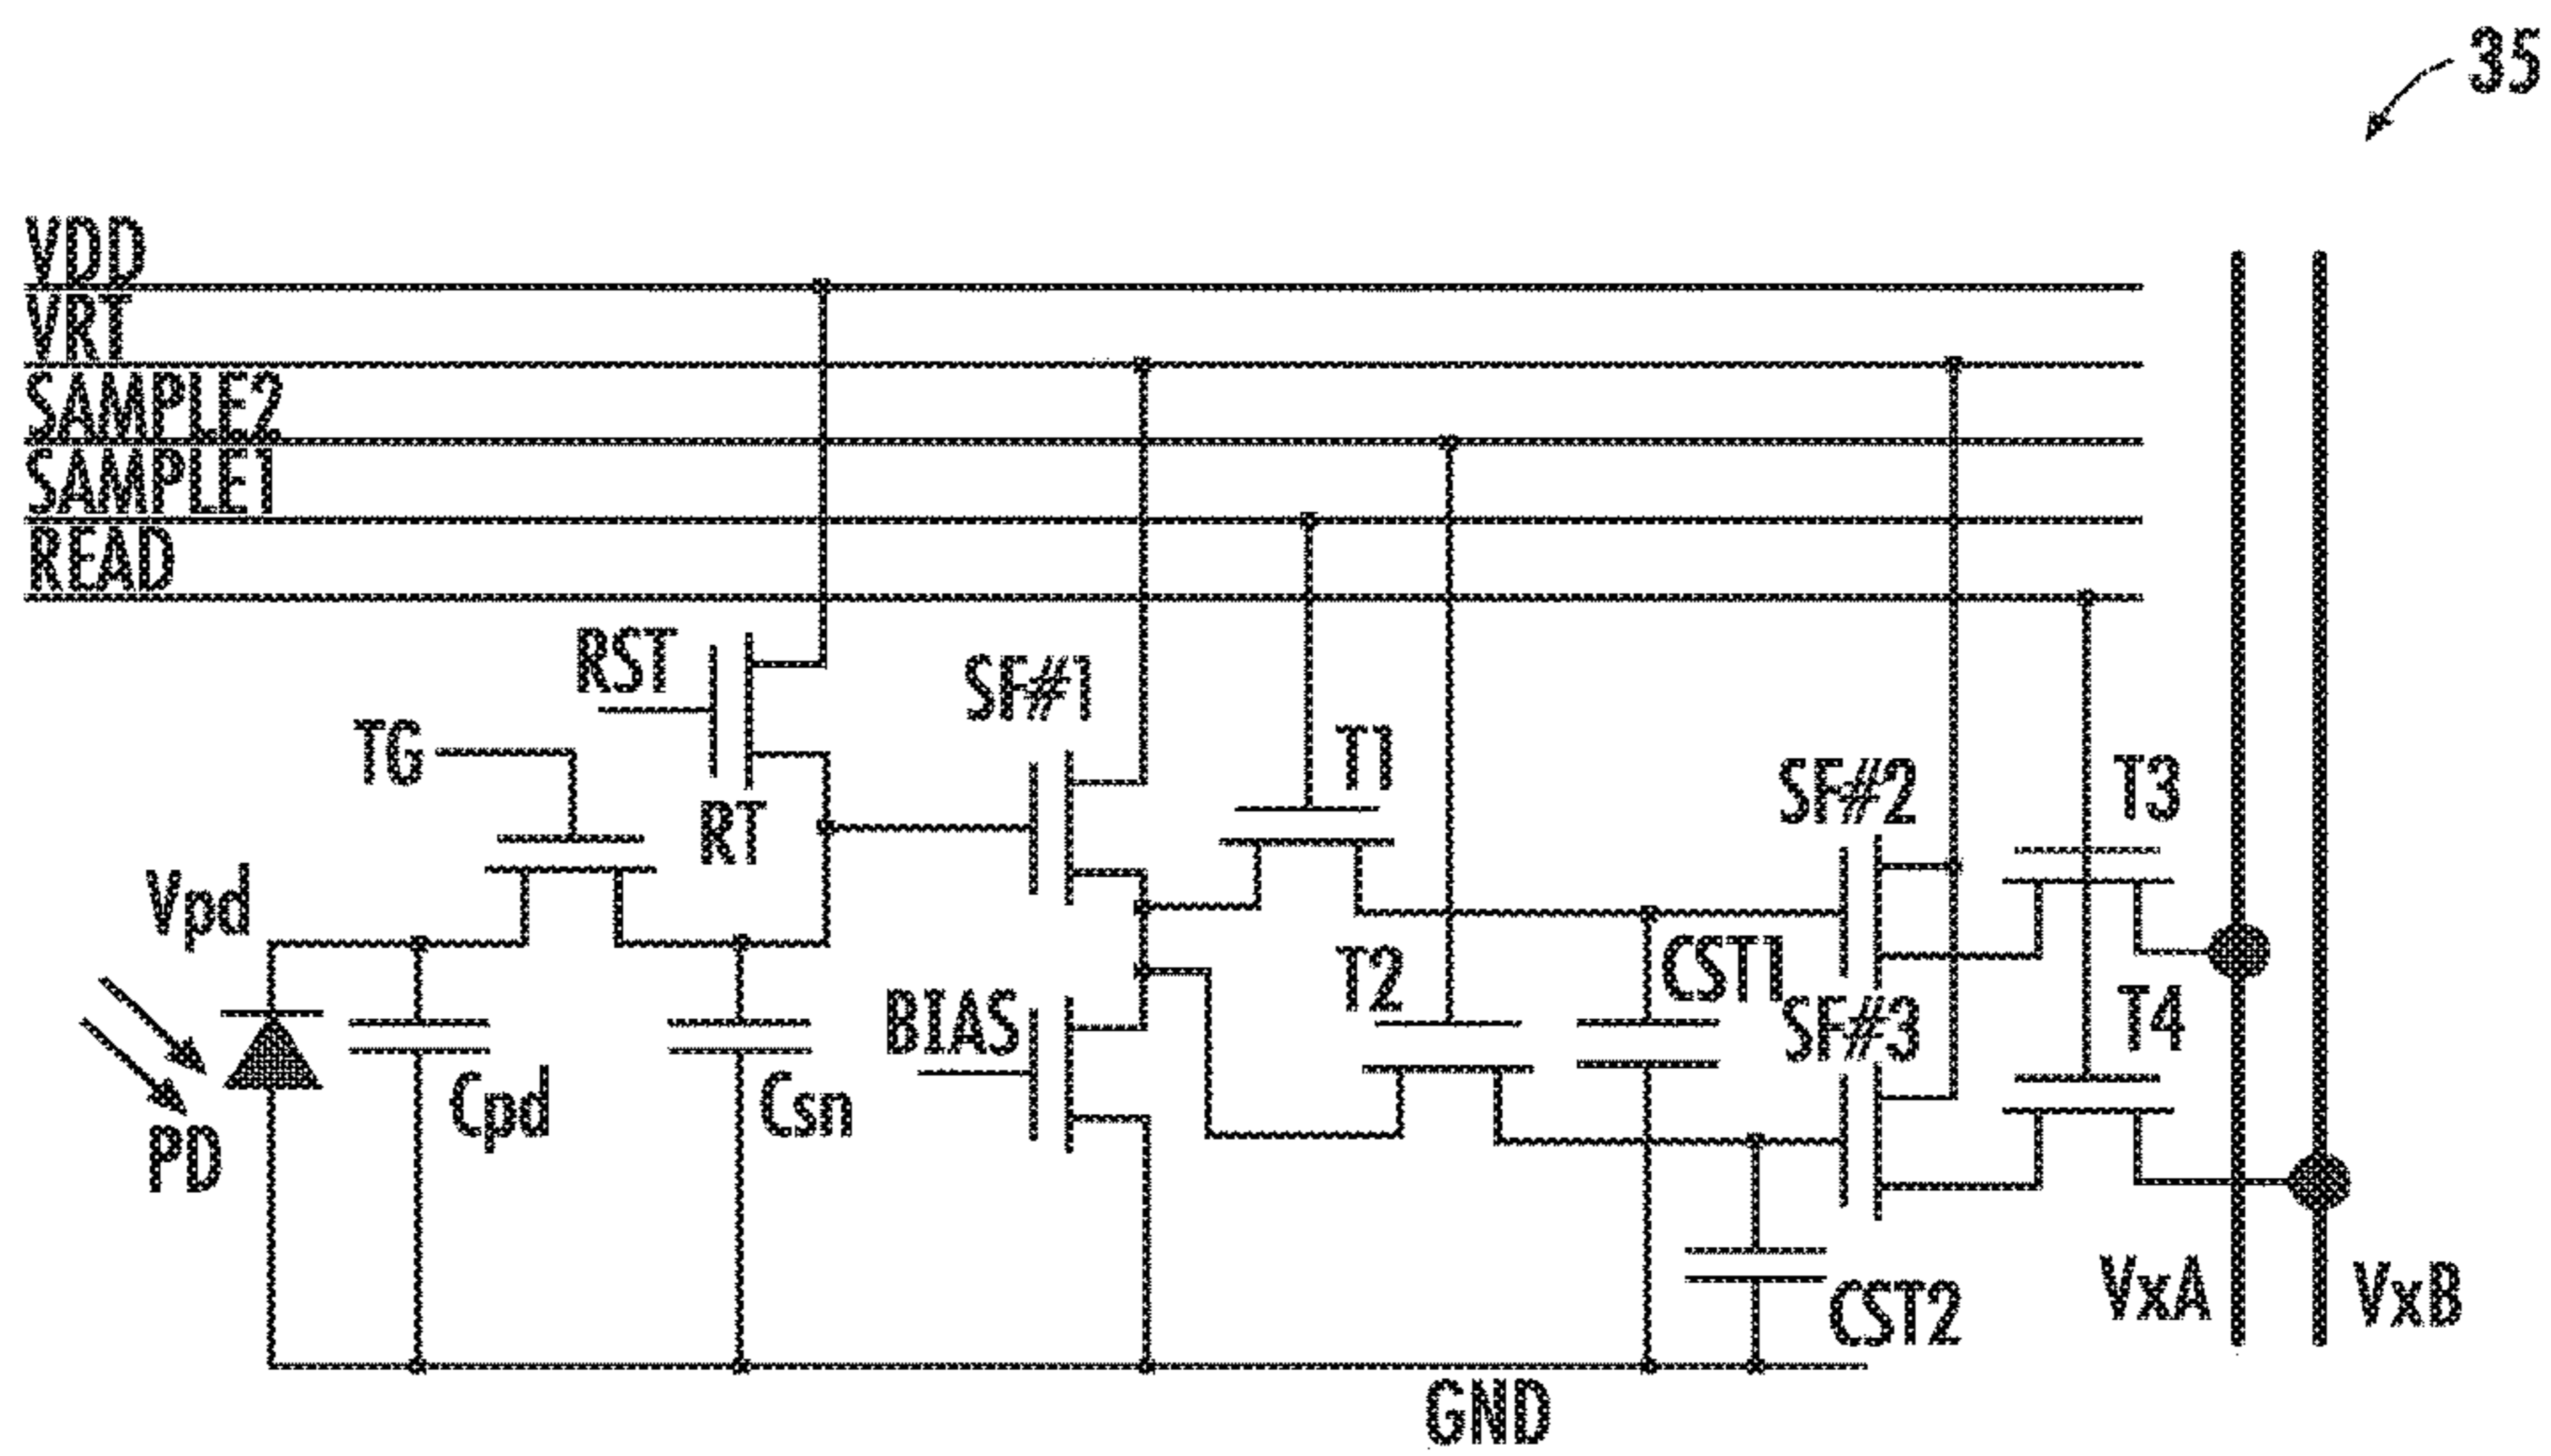 35
VDD
VRT
SAMPLE2
SAMPLE1
READ
RST
SF#1
TG
T1
RT
SF#2
T3
Vpd
CST1
T2
BIAS
SF#3
T4
Cpd
Csn
PD
VxA
VxB
CST2
GND